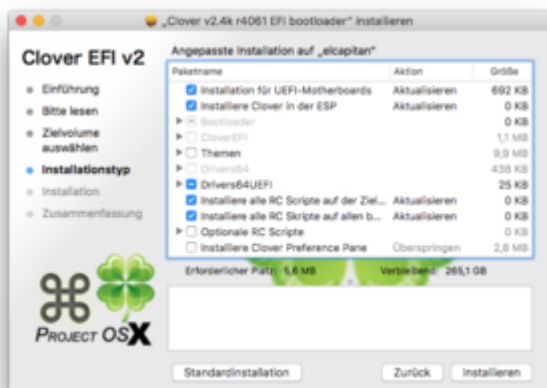 „Clover v2.4k r4061 EFI bootloader“ installieren
Clover EFI v2
Einführung
Bitte lesen
Zielvolume auswählen
Installationstyp
Installation
Zusammenfassung
PROJECT OSX
Angepasste Installation auf „elcapitan“
Paketname Aktion Größe
Installation für UEFI-Motherboards Aktualisieren 692 KB
Installiere Clover in der ESP Aktualisieren 0 KB
Bootloader 0 KB
CloverEFI 1,1 MB
Themen 9,9 MB
Drivers64 438 KB
Drivers64UEFI 25 KB
Installiere alle RC Scripte auf der Ziel... Aktualisieren 0 KB
Installiere alle RC Skripte auf allen b... Aktualisieren 0 KB
Optionale RC Scripte 0 KB
Installiere Clover Preference Pane Überspringen 2,8 MB
Erforderlicher Platz: 5,6 MB Verbleibend: 265,1 GB
Standardinstallation Zurück Installieren